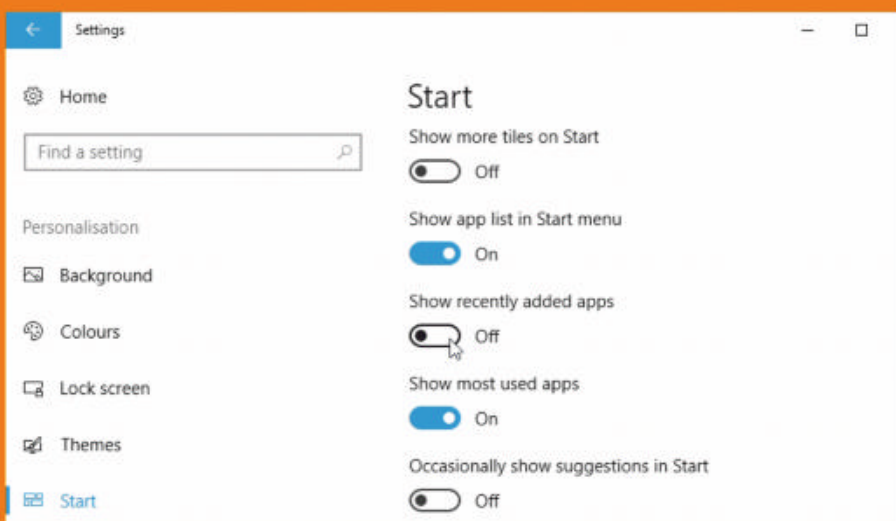 Settings
Home
Find a setting
Personalisation
Background
Colours
Lock screen
Themes
Start
Start
Show more tiles on Start
Off
Show app list in Start menu
On
Show recently added apps
Off
Show most used apps
On
Occasionally show suggestions in Start
Off